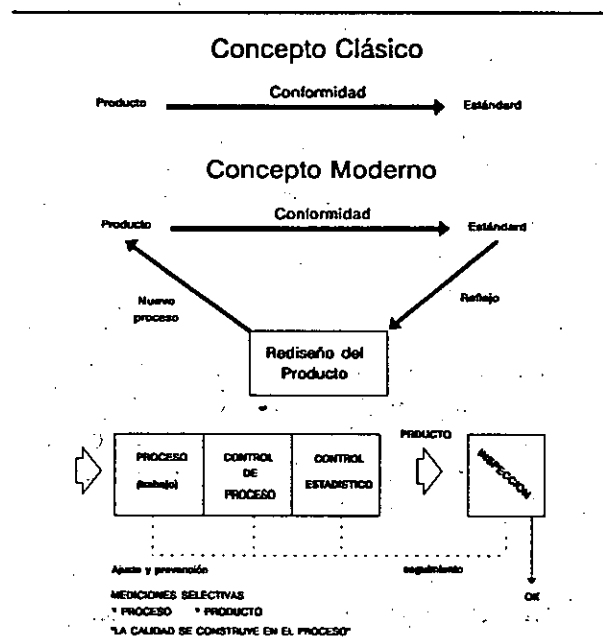 Concepto Clásico
Conformidad
Producto
Estándard
Concepto Moderno
Conformidad
Producto
Estándard
Nuevo
proceso
Reflejo
Rediseño del
Producto
PROCESO
(trabajo)
CONTROL
DE
PROCESO
CONTROL
ESTADISTICO
PRDUCTO
INSPECCION
Ajuste y prevención
seguimiento
OK
MEDICIONES SELECTIVAS
* PROCESO * PRODUCTO
"LA CALIDAD SE CONSTRUYE EN EL PROCESO"